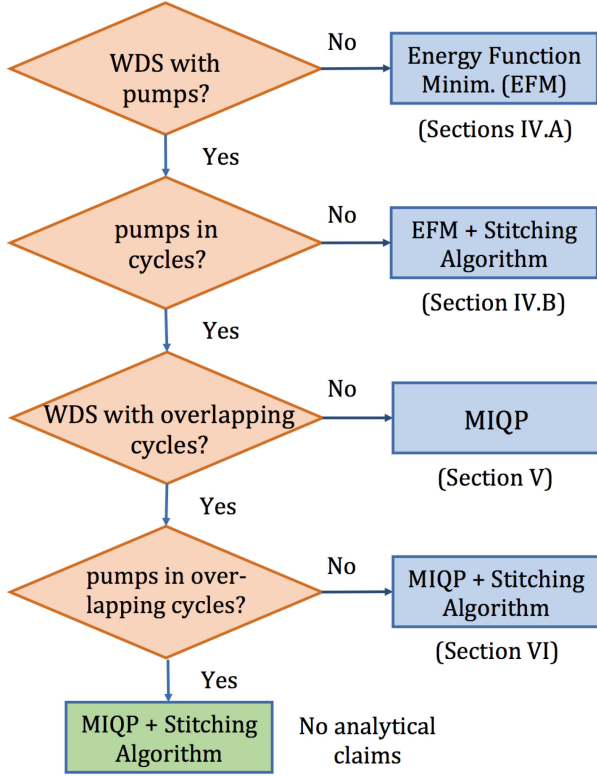 WDS with
pumps?
No
Energy Function
Minim. (EFM)
(Sections IV.A)
Yes
pumps in
cycles?
No
EFM + Stitching
Algorithm
(Section IV.B)
Yes
WDS with overlapping
cycles?
No
MIQP
(Section V)
Yes
pumps in over-
lapping cycles?
No
MIQP + Stitching
Algorithm
(Section VI)
Yes
MIQP + Stitching
Algorithm
No analytical
claims